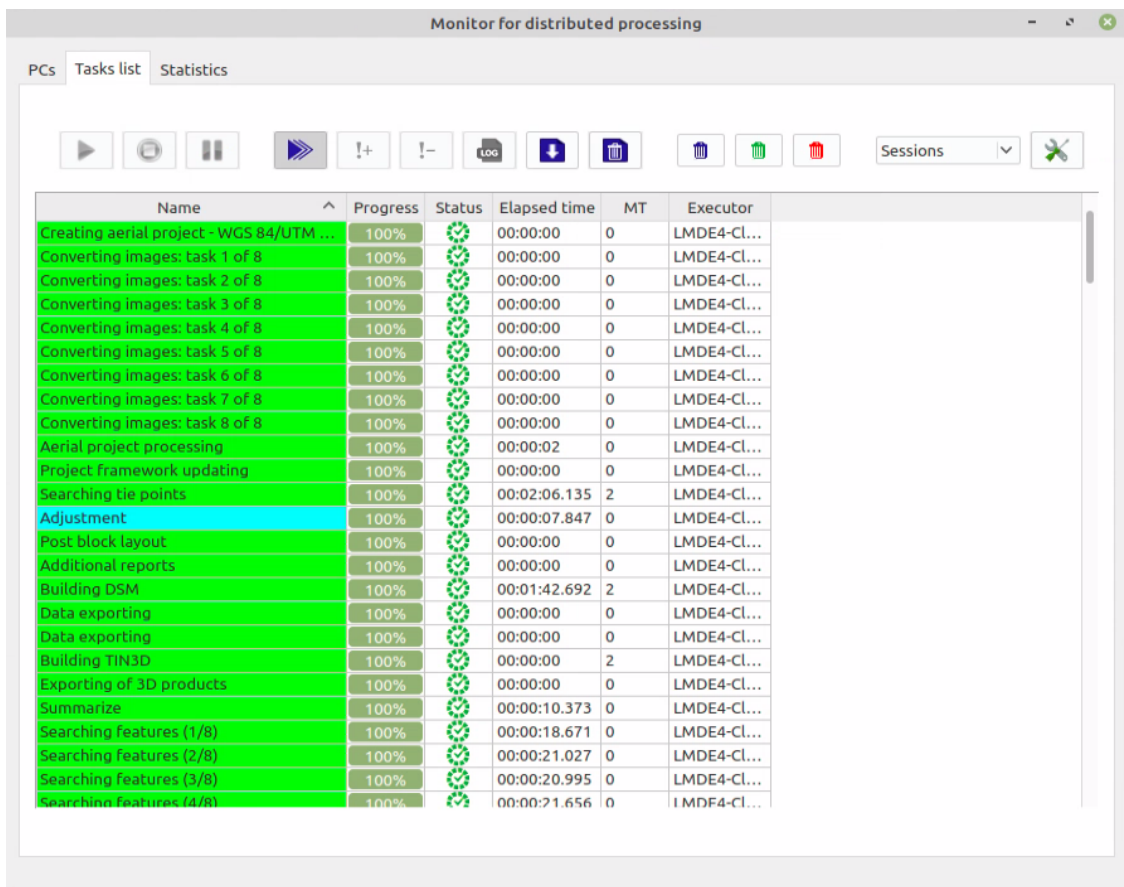 Monitor for distributed processing
PCs Tasks list Statistics
!+ !- LOG Sessions
Name Progress Status Elapsed time MT Executor
Creating aerial project - WGS 84/UTM ... 100% 00:00:00 0 LMDE4-Cl...
Converting images: task 1 of 8 100% 00:00:00 0 LMDE4-Cl...
Converting images: task 2 of 8 100% 00:00:00 0 LMDE4-Cl...
Converting images: task 3 of 8 100% 00:00:00 0 LMDE4-Cl...
Converting images: task 4 of 8 100% 00:00:00 0 LMDE4-Cl...
Converting images: task 5 of 8 100% 00:00:00 0 LMDE4-Cl...
Converting images: task 6 of 8 100% 00:00:00 0 LMDE4-Cl...
Converting images: task 7 of 8 100% 00:00:00 0 LMDE4-Cl...
Converting images: task 8 of 8 100% 00:00:00 0 LMDE4-Cl...
Aerial project processing 100% 00:00:02 0 LMDE4-Cl...
Project framework updating 100% 00:00:00 0 LMDE4-Cl...
Searching tie points 100% 00:02:06.135 2 LMDE4-Cl...
Adjustment 100% 00:00:07.847 0 LMDE4-Cl...
Post block layout 100% 00:00:00 0 LMDE4-Cl...
Additional reports 100% 00:00:00 0 LMDE4-Cl...
Building DSM 100% 00:01:42.692 2 LMDE4-Cl...
Data exporting 100% 00:00:00 0 LMDE4-Cl...
Data exporting 100% 00:00:00 0 LMDE4-Cl...
Building TIN3D 100% 00:00:00 2 LMDE4-Cl...
Exporting of 3D products 100% 00:00:00 0 LMDE4-Cl...
Summarize 100% 00:00:10.373 0 LMDE4-Cl...
Searching features (1/8) 100% 00:00:18.671 0 LMDE4-Cl...
Searching features (2/8) 100% 00:00:21.027 0 LMDE4-Cl...
Searching features (3/8) 100% 00:00:20.995 0 LMDE4-Cl...
Searching features (4/8) 100% 00:00:21.656 0 LMDE4-Cl...